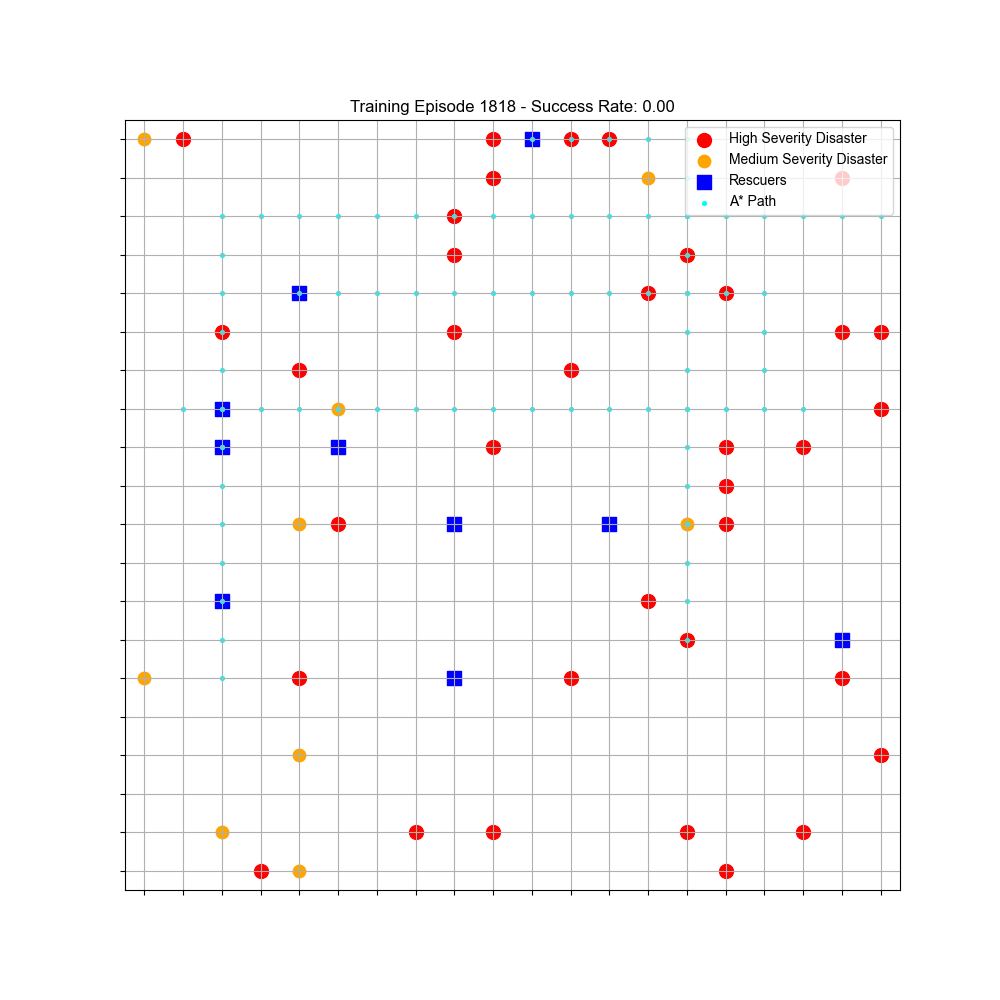 Training Episode 1818 - Success Rate: 0.00
High Severity Disaster
Medium Severity Disaster
Rescuers
A* Path